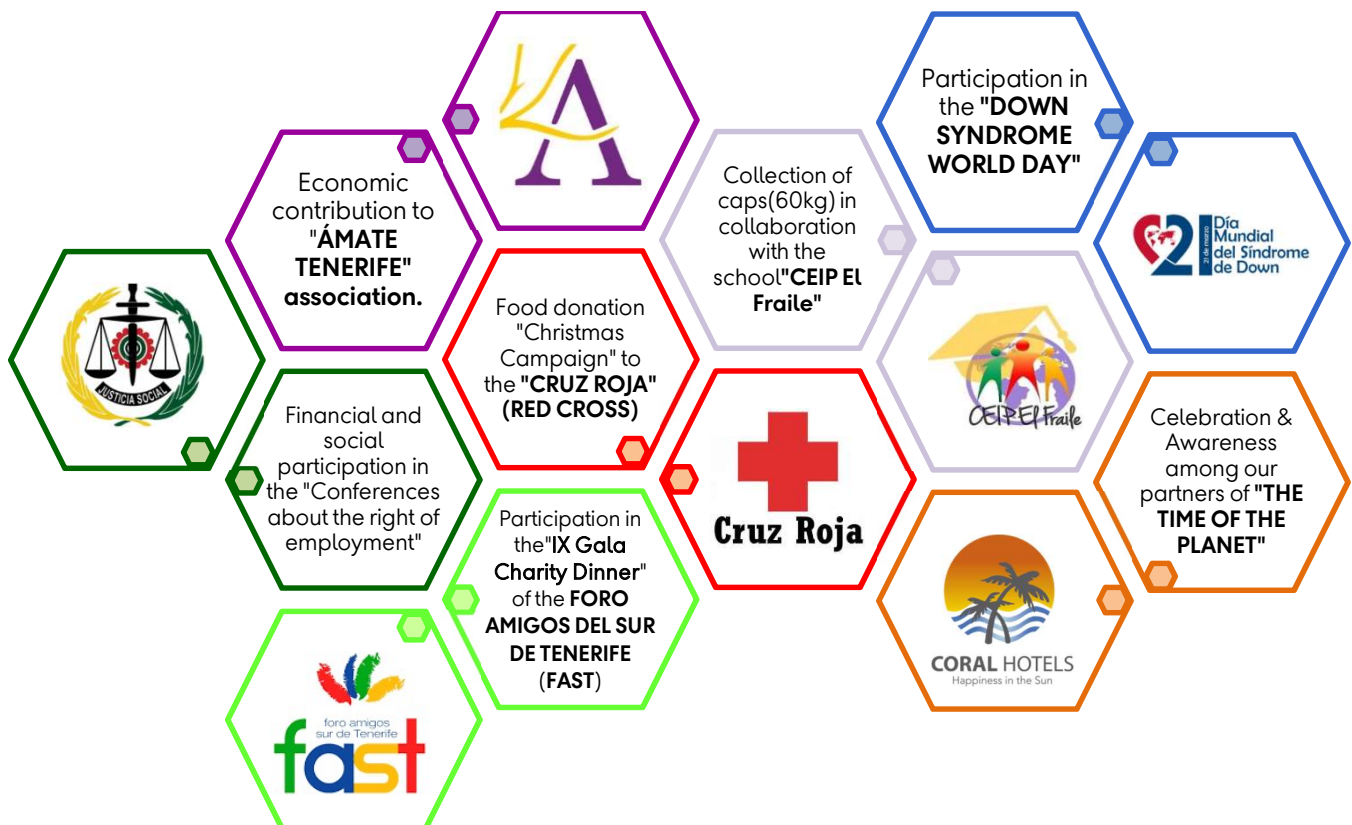 Participation in
the "DOWN
SYNDROME
WORLD DAY"
Economic
contribution to
"ÁMATE
TENERIFE"
association.
Collection of
caps(60kg) in
collaboration
with the
school"CEIP El
Fraile"
21 de marzo
Día
Mundial
del Síndrome
de Down
JUSTICIA SOCIAL
Food donation
"Christmas
Campaign" to
the "CRUZ ROJA"
(RED CROSS)
CEIP El Fraile
Financial and
social
participation in
the "Conferences
about the right of
employment"
Cruz Roja
Celebration &
Awareness
among our
partners of "THE
TIME OF THE
PLANET"
Participation in
the"IX Gala
Charity Dinner"
of the FORO
AMIGOS DEL SUR
DE TENERIFE
(FAST)
CORAL HOTELS
Happiness in the Sun
foro amigos
sur de Tenerife
fast